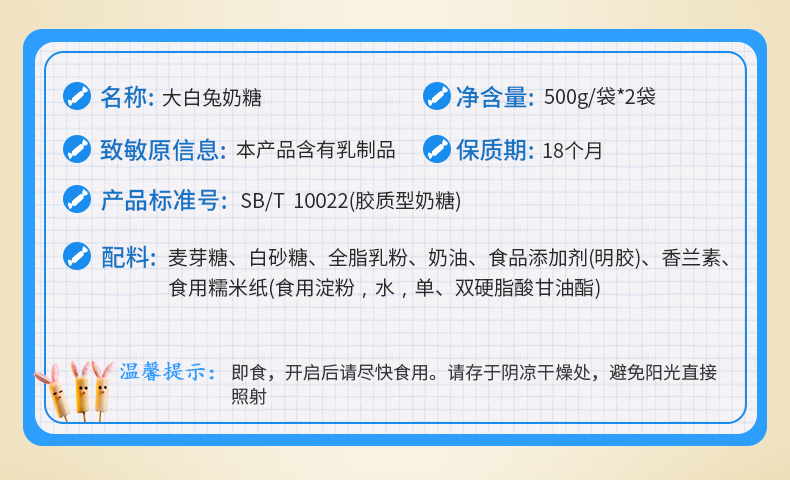 名称: 大白兔奶糖 净含量: 500g/袋*2袋
致敏原信息: 本产品含有乳制品 保质期: 18个月
产品标准号: SB/T 10022(胶质型奶糖)
配料: 麦芽糖、白砂糖、全脂乳粉、奶油、食品添加剂(明胶)、香兰素、
食用糯米纸(食用淀粉，水，单、双硬脂酸甘油酯)
温馨提示: 即食，开启后请尽快食用。请存于阴凉干燥处，避免阳光直接
照射